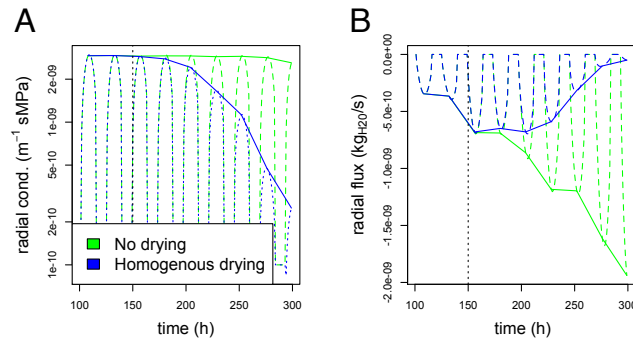 A
radial cond. (m⁻¹ sMPa)
2e-09
1e-09
5e-10
2e-10
1e-10
No drying
Homogenous drying
100 150 200 250 300
time (h)
B
radial flux (kgH20/s)
0.0e+00
-5.0e-10
-1.0e-09
-1.5e-09
-2.0e-09
100 150 200 250 300
time (h)